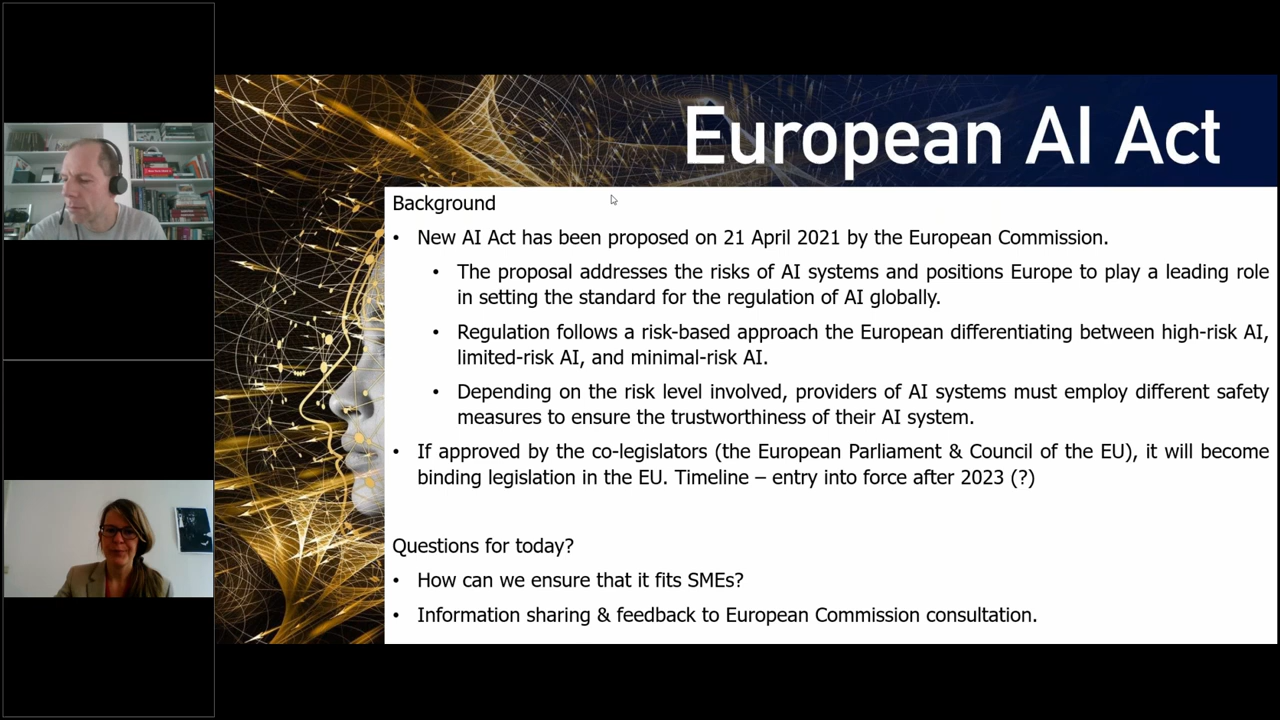 European AI Act
Background
• New AI Act has been proposed on 21 April 2021 by the European Commission.
• The proposal addresses the risks of AI systems and positions Europe to play a leading role
in setting the standard for the regulation of AI globally.
• Regulation follows a risk-based approach the European differentiating between high-risk AI,
limited-risk AI, and minimal-risk AI.
• Depending on the risk level involved, providers of AI systems must employ different safety
measures to ensure the trustworthiness of their AI system.
• If approved by the co-legislators (the European Parliament & Council of the EU), it will become
binding legislation in the EU. Timeline – entry into force after 2023 (?)
Questions for today?
• How can we ensure that it fits SMEs?
• Information sharing & feedback to European Commission consultation.